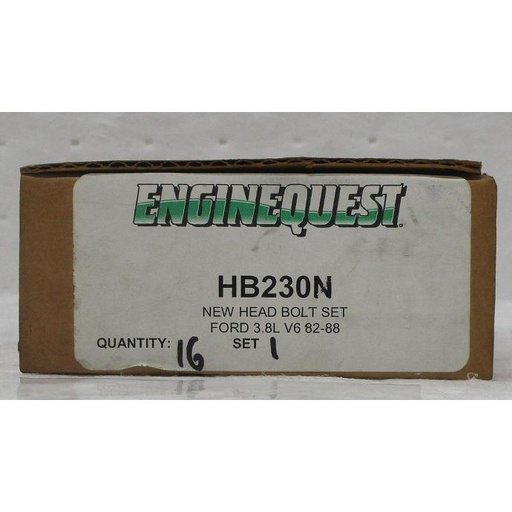 ENGINEQUEST
HB230N
NEW HEAD BOLT SET
FORD 3.8L V6 82-88
QUANTITY: 16 SET 1